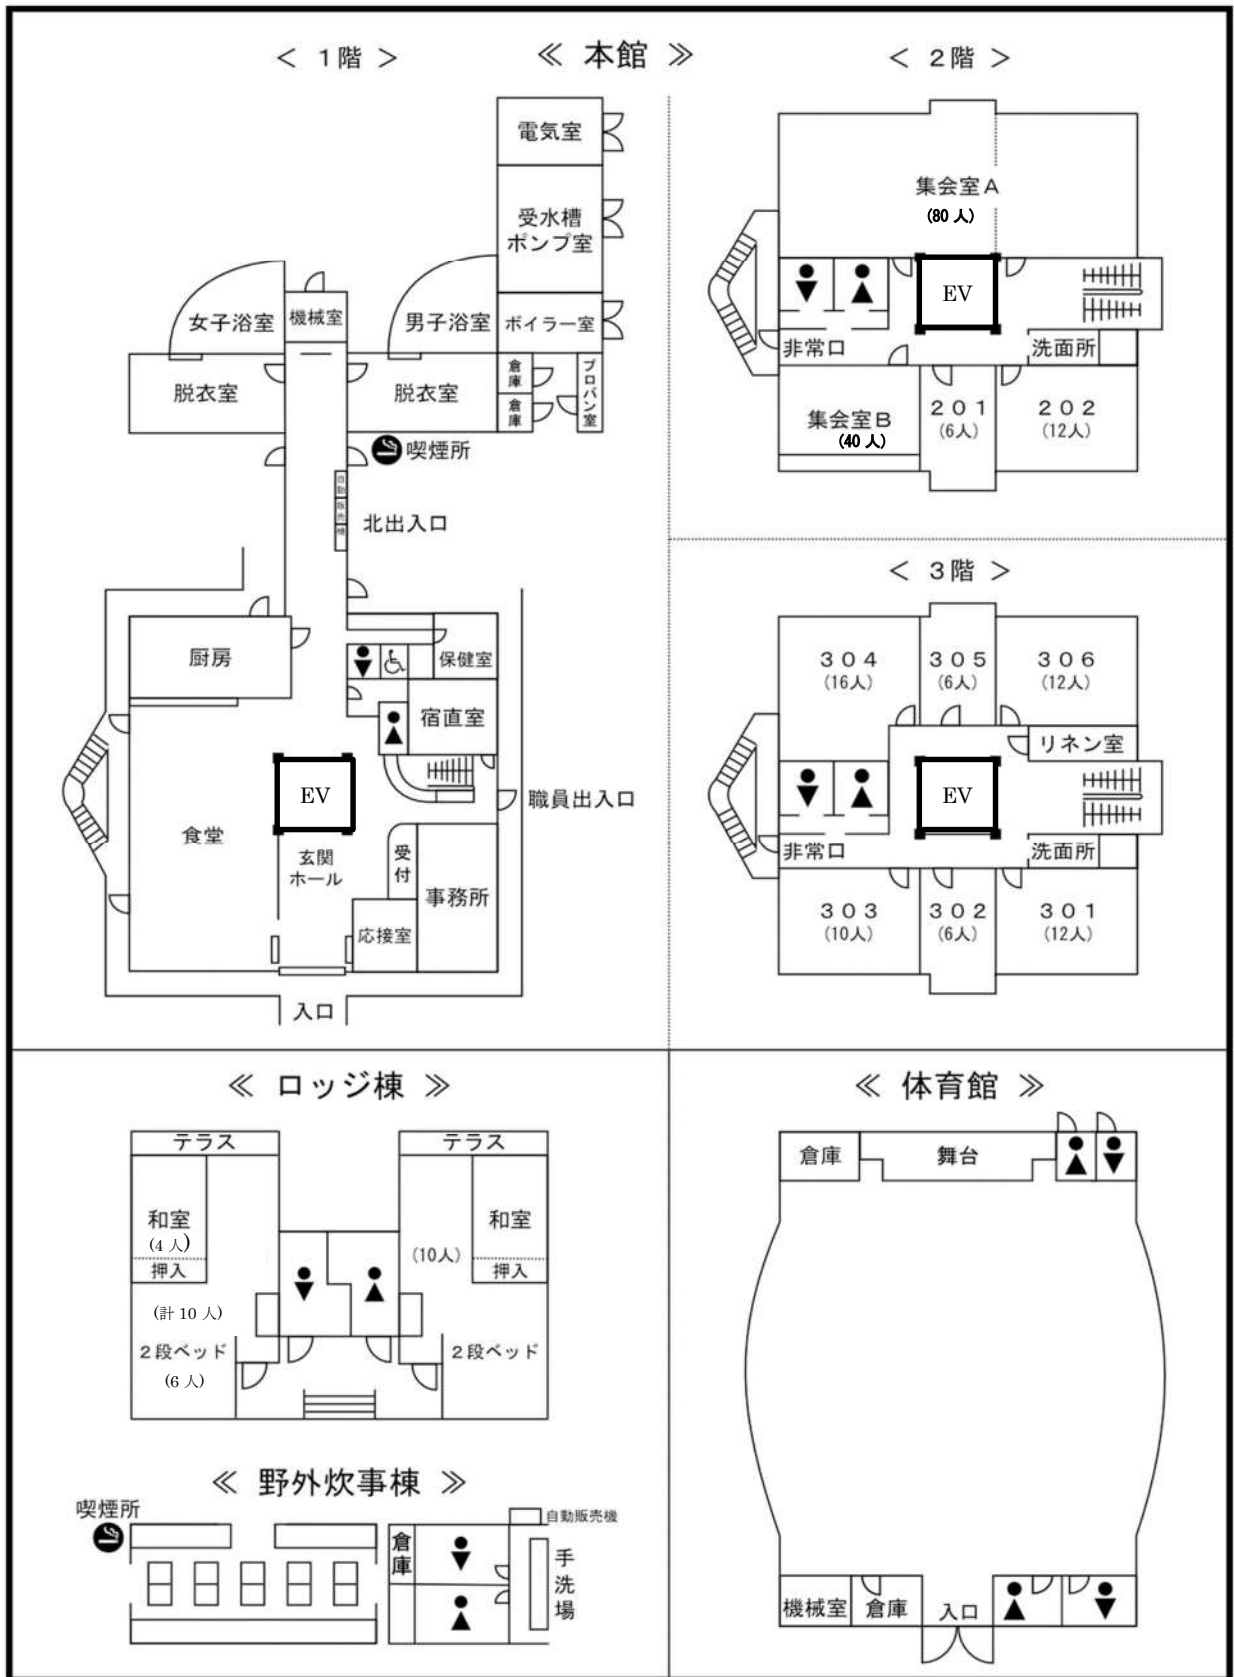 ≪ 本館 ≫
＜ １階 ＞
電気室
受水槽
ポンプ室
女子浴室
機械室
男子浴室
ボイラー室
脱衣室
脱衣室
倉庫
倉庫
プロパン室
喫煙所
自動販売機
北出入口
厨房
保健室
宿直室
EV
職員出入口
食堂
玄関
ホール
受付
事務所
応接室
入口
＜ ２階 ＞
集会室Ａ
(80 人)
EV
非常口
洗面所
集会室Ｂ
(40 人)
２０１
(6人)
２０２
(12人)
＜ ３階 ＞
３０４
(16人)
３０５
(6人)
３０６
(12人)
リネン室
EV
非常口
洗面所
３０３
(10人)
３０２
(6人)
３０１
(12人)
≪ ロッジ棟 ≫
テラス
テラス
和室
(4 人)
押入
(計 10 人)
２段ベッド
(6 人)
和室
(10人)
押入
２段ベッド
≪ 野外炊事棟 ≫
喫煙所
自動販売機
倉庫
手洗場
≪ 体育館 ≫
倉庫
舞台
機械室
倉庫
入口